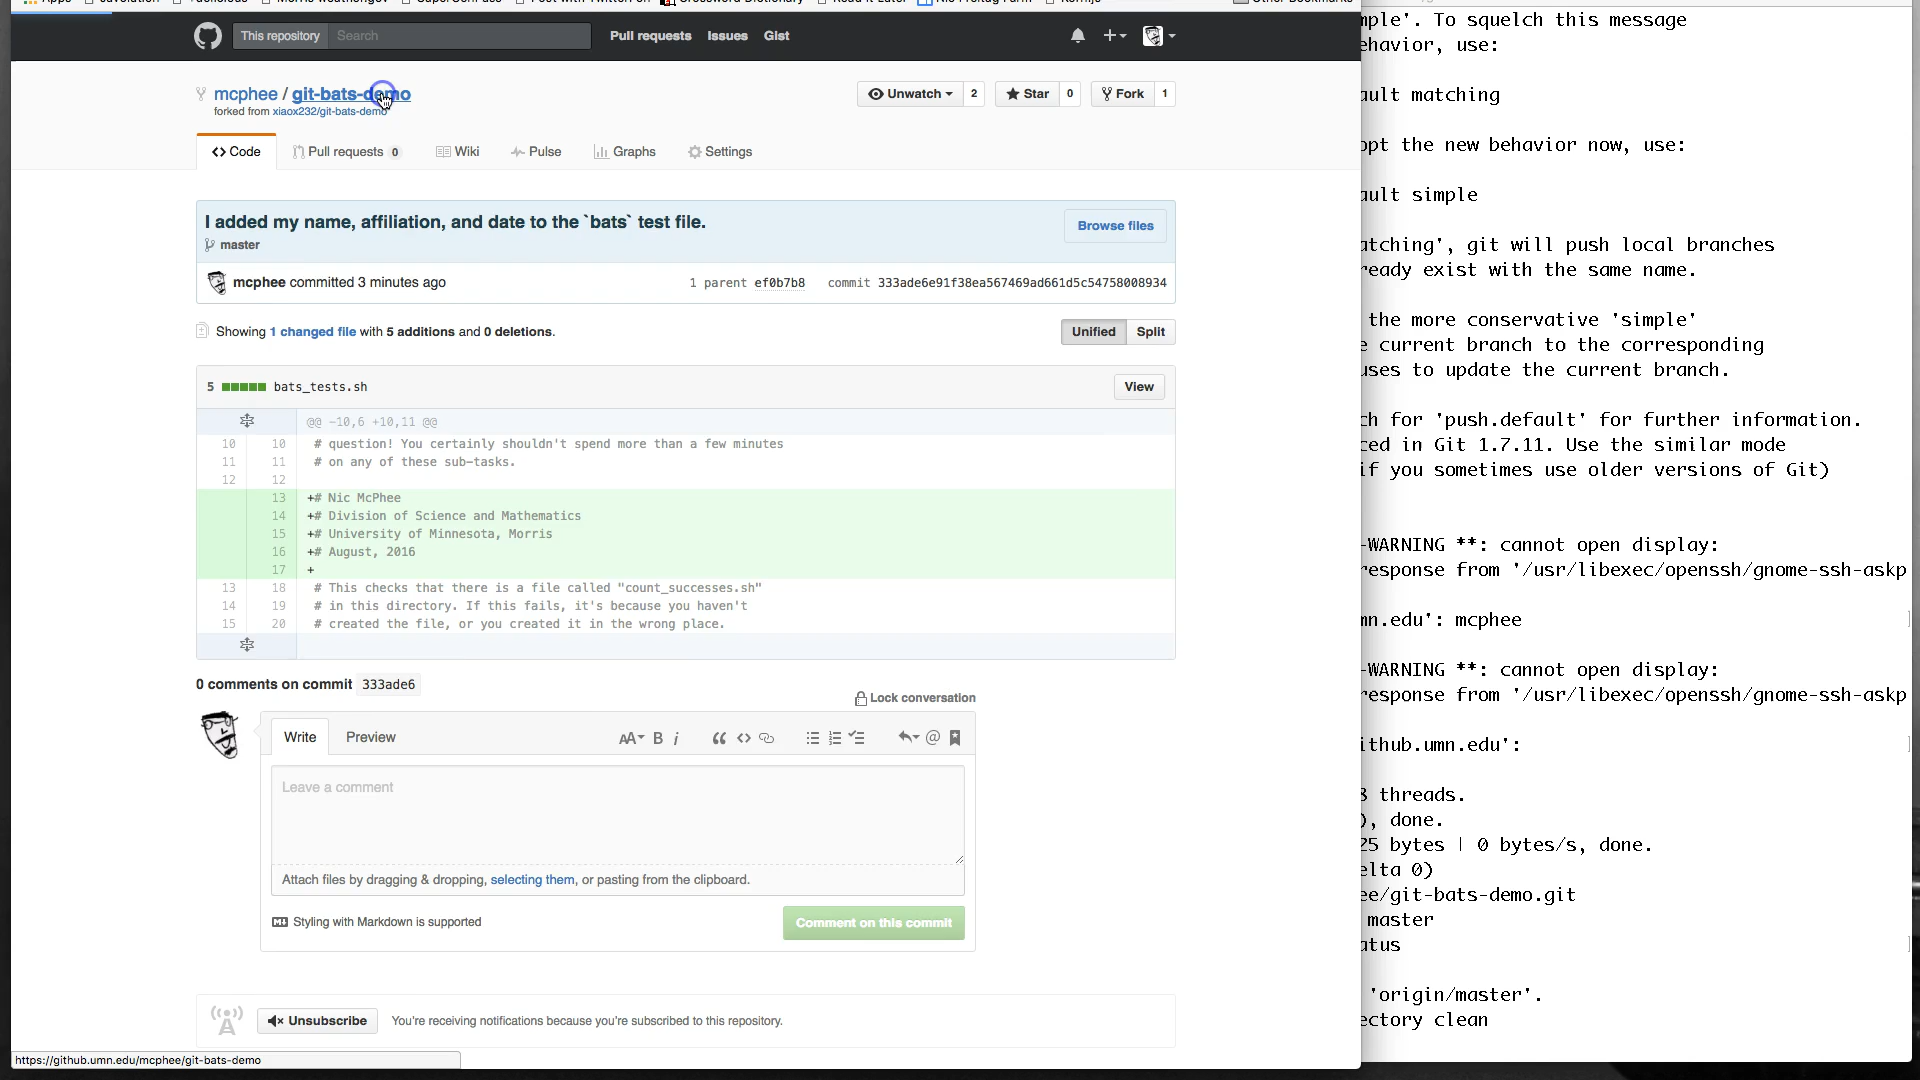 This repository
Search
Pull requests
Issues
Gist
mcphee / git-bats-demo
forked from xiaox232/git-bats-demo
Unwatch
2
Star
0
Fork
1
Code
Pull requests 0
Wiki
Pulse
Graphs
Settings
I added my name, affiliation, and date to the `bats` test file.
Browse files
master
mcphee committed 3 minutes ago
1 parent ef0b7b8
commit 333ade6e91f38ea567469ad661d5c54758008934
Showing 1 changed file with 5 additions and 0 deletions.
Unified
Split
5
bats_tests.sh
View
@@ -10,6 +10,11 @@
10 10 # question! You certainly shouldn't spend more than a few minutes
11 11 # on any of these sub-tasks.
12 12
13 +# Nic McPhee
14 +# Division of Science and Mathematics
15 +# University of Minnesota, Morris
16 +# August, 2016
17 +
13 18 # This checks that there is a file called "count_successes.sh"
14 19 # in this directory. If this fails, it's because you haven't
15 20 # created the file, or you created it in the wrong place.
0 comments on commit 333ade6
Lock conversation
Write
Preview
Leave a comment
Attach files by dragging & dropping, selecting them, or pasting from the clipboard.
Styling with Markdown is supported
Comment on this commit
Unsubscribe
You're receiving notifications because you're subscribed to this repository.
https://github.umn.edu/mcphee/git-bats-demo
mple'. To squelch this message
ehavior, use:
ault matching
opt the new behavior now, use:
ault simple
atching', git will push local branches
ready exist with the same name.
the more conservative 'simple'
e current branch to the corresponding
uses to update the current branch.
ch for 'push.default' for further information.
ced in Git 1.7.11. Use the similar mode
if you sometimes use older versions of Git)
-WARNING **: cannot open display:
response from '/usr/libexec/openssh/gnome-ssh-askp
mn.edu': mcphee
-WARNING **: cannot open display:
response from '/usr/libexec/openssh/gnome-ssh-askp
ithub.umn.edu':
8 threads.
), done.
25 bytes | 0 bytes/s, done.
elta 0)
ee/git-bats-demo.git
master
atus
'origin/master'.
ectory clean